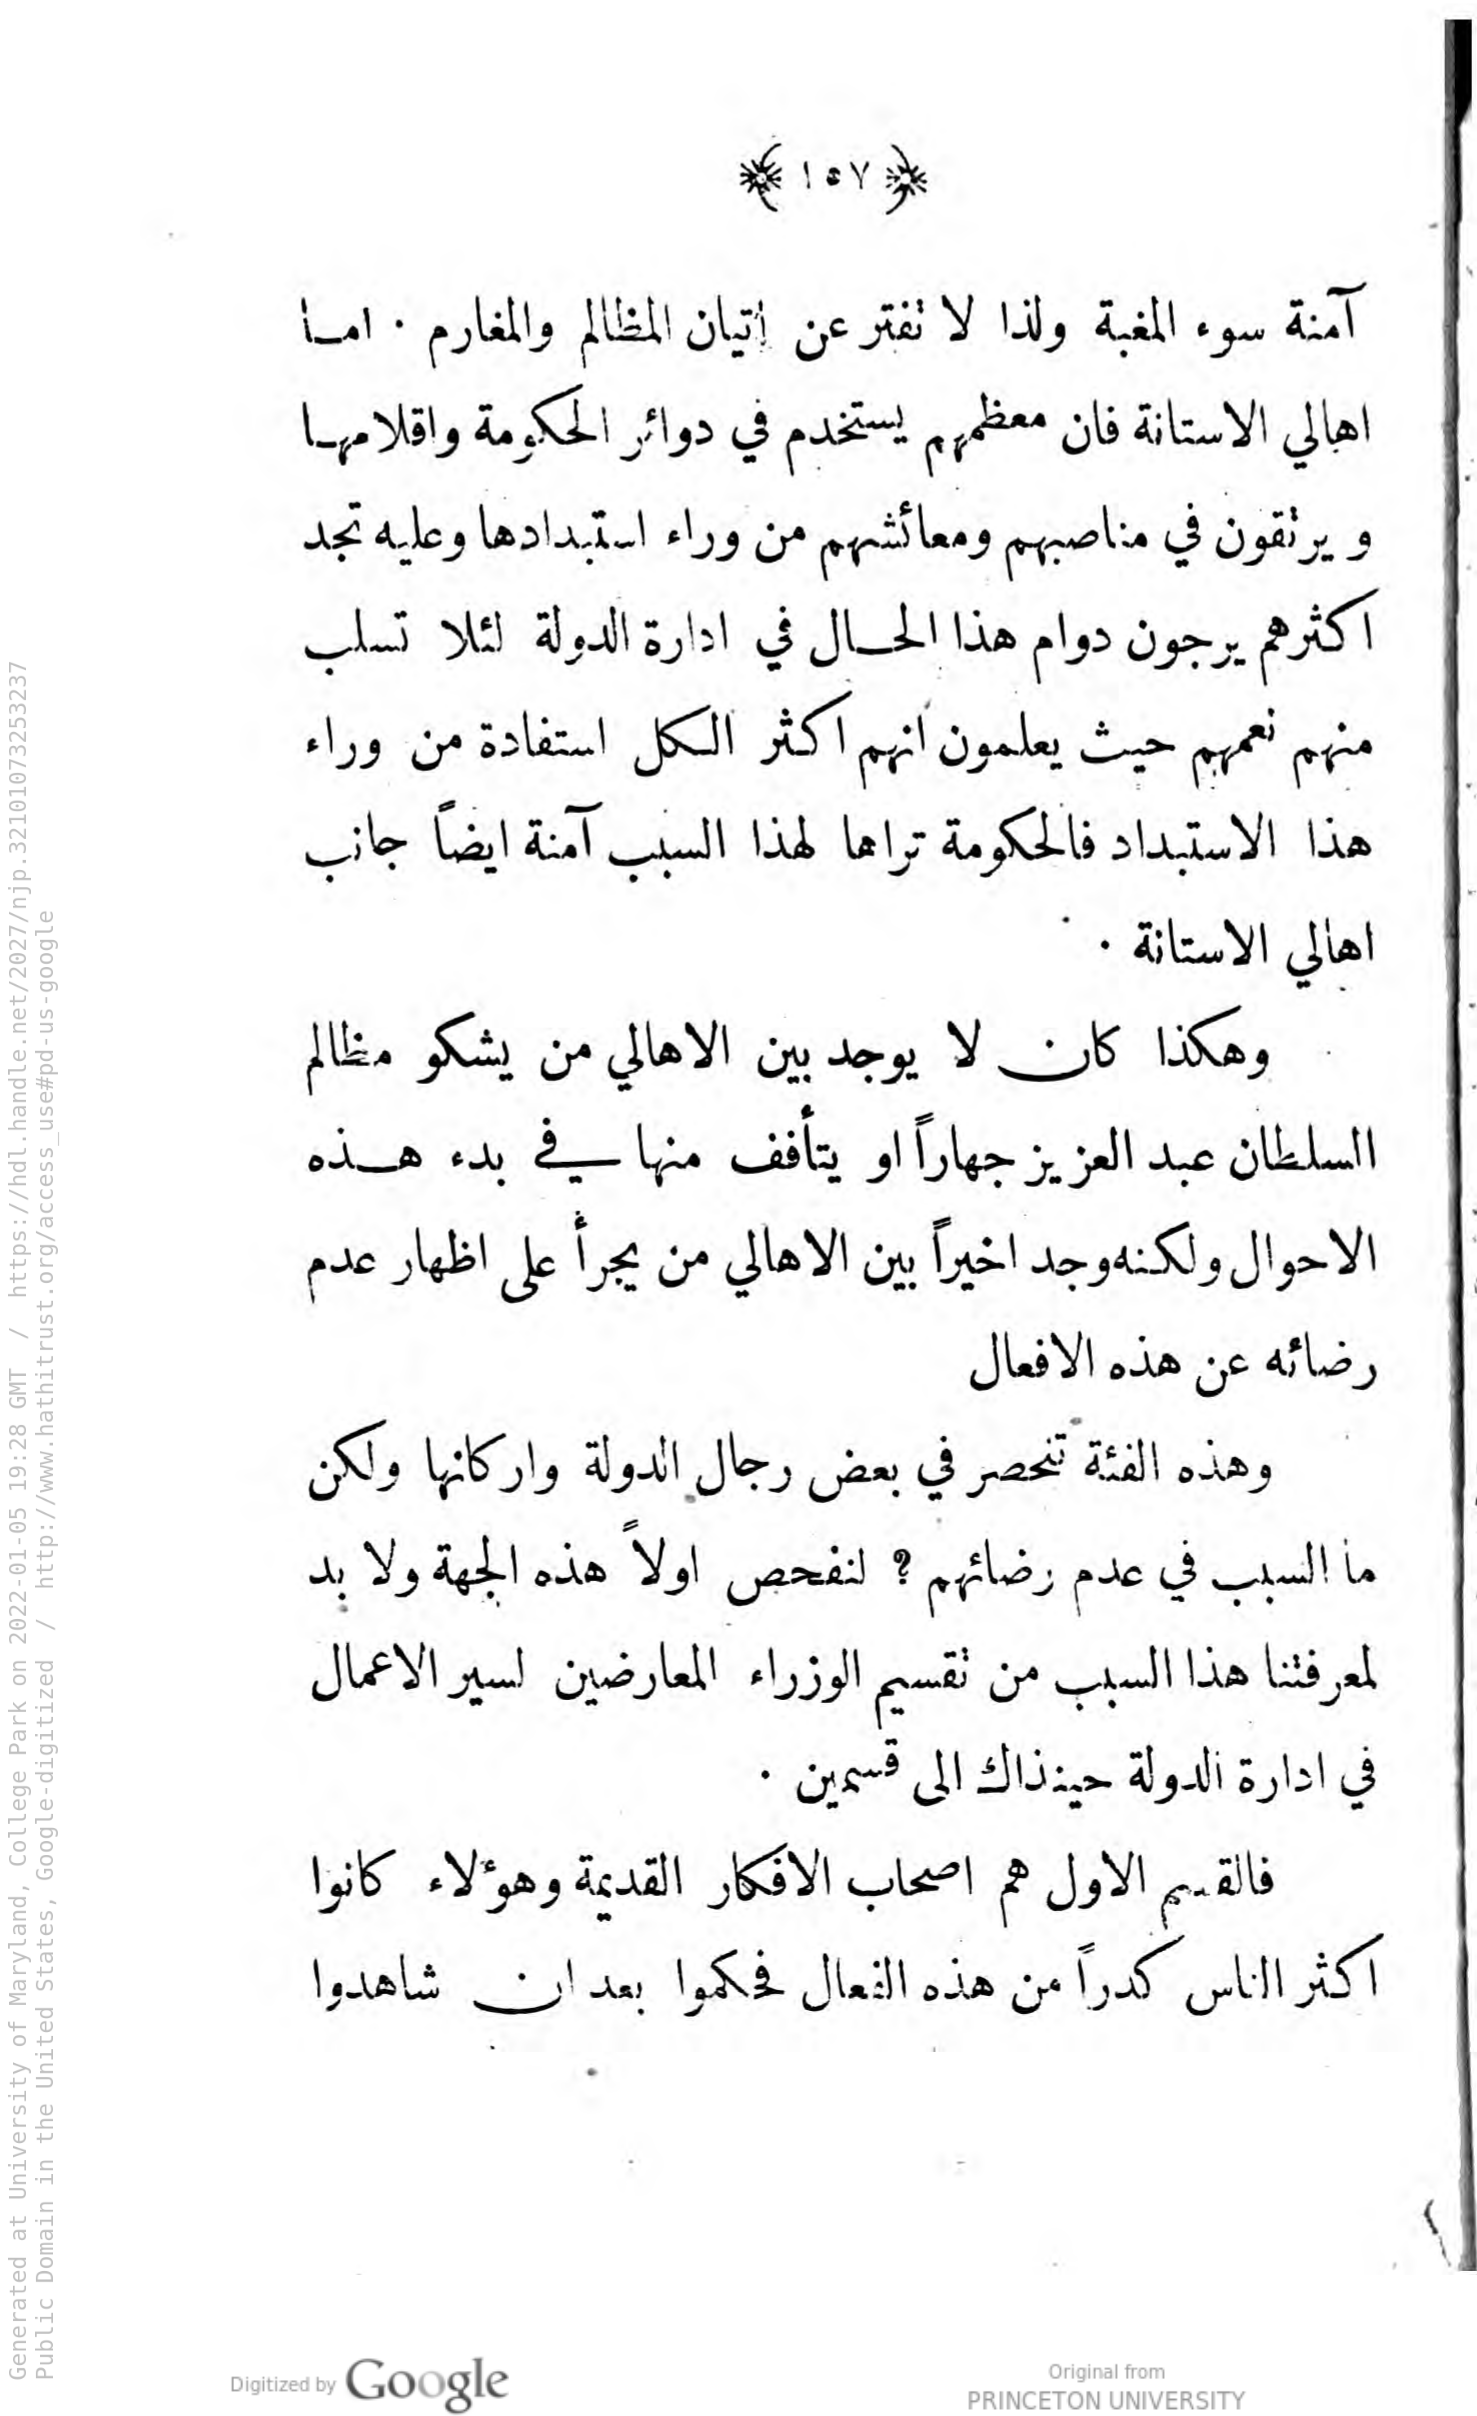 ﴿ ١٥٧ ﴾
آمنة سوء المغبة ولذا لا تفتر عن إتيان المظالم والمغارم ٠ امــا
اهالي الاستانة فان معظمهم يستخدم في دوائر الحكومة واقلامهــا
ويرتقون في مناصبهم ومعائشهم من وراء استبدادها وعليه تجد
اكثرهم يرجون دوام هذا الحــال في ادارة الدولة لئلا تسلب
منهم نعمهم حيث يعلمون انهم اكثر الكل استفادة من وراء
هذا الاستبداد فالحكومة تراها لهذا السبب آمنة ايضاً جانب
اهالي الاستانة ٠
وهكذا كان لا يوجد بين الاهالي من يشكو مظالم
السلطان عبد العزيز جهاراً او يتأفف منها في بدء هــذه
الاحوال ولكنه وجد اخيراً بين الاهالي من يجرأ على اظهار عدم
رضائه عن هذه الافعال
وهذه الفئة تنحصر في بعض رجال الدولة واركانها ولكن
ما السبب في عدم رضائهم ؟ لنفحص اولاً هذه الجهة ولا بد
لمعرفتنا هذا السبب من تقسيم الوزراء المعارضين لسير الاعمال
في ادارة الدولة حينذاك الى قسمين ٠
فالقسم الاول هم اصحاب الافكار القديمة وهؤلاء كانوا
اكثر الناس كدراً من هذه الفعال فحكموا بعد ان شاهدوا
Generated at University of Maryland, College Park on 2022-01-05 19:28 GMT / https://hdl.handle.net/2027/njp.32101073253237
Public Domain in the United States, Google-digitized / http://www.hathitrust.org/access_use#pd-us-google
Digitized by Google
Original from
PRINCETON UNIVERSITY